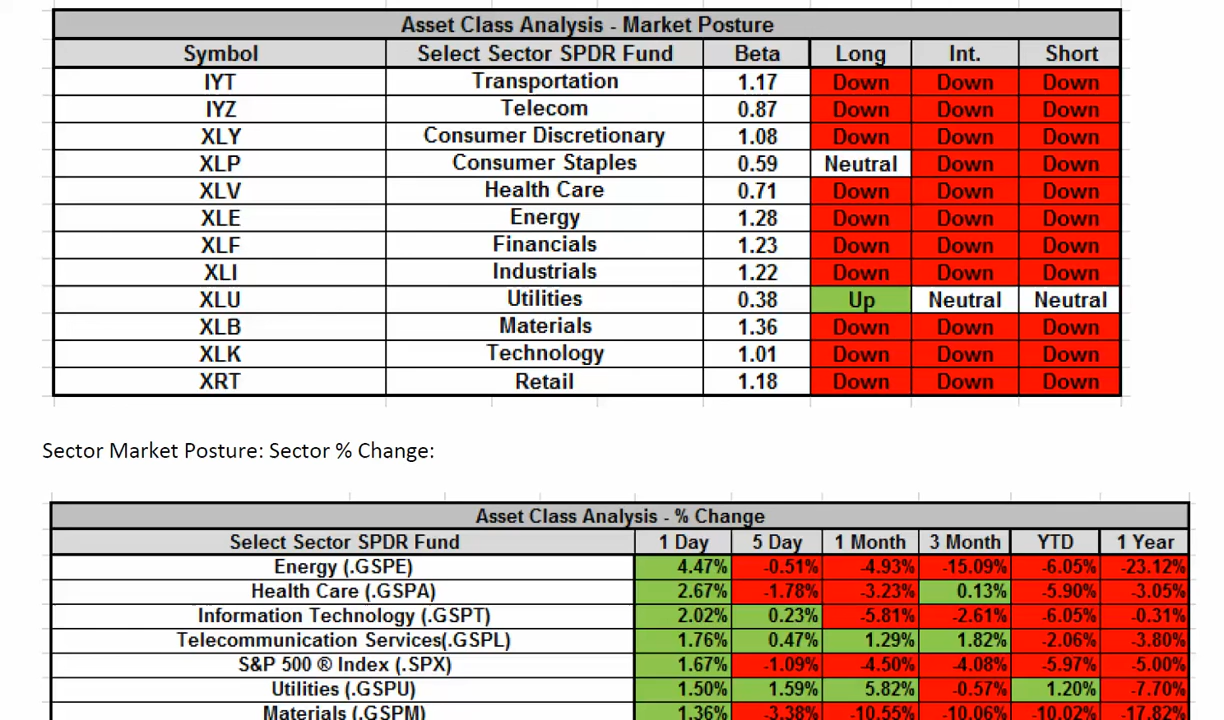 Asset Class Analysis - Market Posture
Symbol Select Sector SPDR Fund Beta Long Int. Short
IYT Transportation 1.17 Down Down Down
IYZ Telecom 0.87 Down Down Down
XLY Consumer Discretionary 1.08 Down Down Down
XLP Consumer Staples 0.59 Neutral Down Down
XLV Health Care 0.71 Down Down Down
XLE Energy 1.28 Down Down Down
XLF Financials 1.23 Down Down Down
XLI Industrials 1.22 Down Down Down
XLU Utilities 0.38 Up Neutral Neutral
XLB Materials 1.36 Down Down Down
XLK Technology 1.01 Down Down Down
XRT Retail 1.18 Down Down Down
Sector Market Posture: Sector % Change:
Asset Class Analysis - % Change
Select Sector SPDR Fund 1 Day 5 Day 1 Month 3 Month YTD 1 Year
Energy (.GSPE) 4.47% -0.51% -4.93% -15.09% -6.05% -23.12%
Health Care (.GSPA) 2.67% -1.78% -3.23% 0.13% -5.90% -3.05%
Information Technology (.GSPT) 2.02% 0.23% -5.81% -2.61% -6.05% -0.31%
Telecommunication Services(.GSPL) 1.76% 0.47% 1.29% 1.82% -2.06% -3.80%
S&P 500 ® Index (.SPX) 1.67% -1.09% -4.50% -4.08% -5.97% -5.00%
Utilities (.GSPU) 1.50% 1.59% 5.82% -0.57% 1.20% -7.70%
Materials (.GSPM) 1.36% -3.38% -10.55% -10.06% -10.02% -17.82%